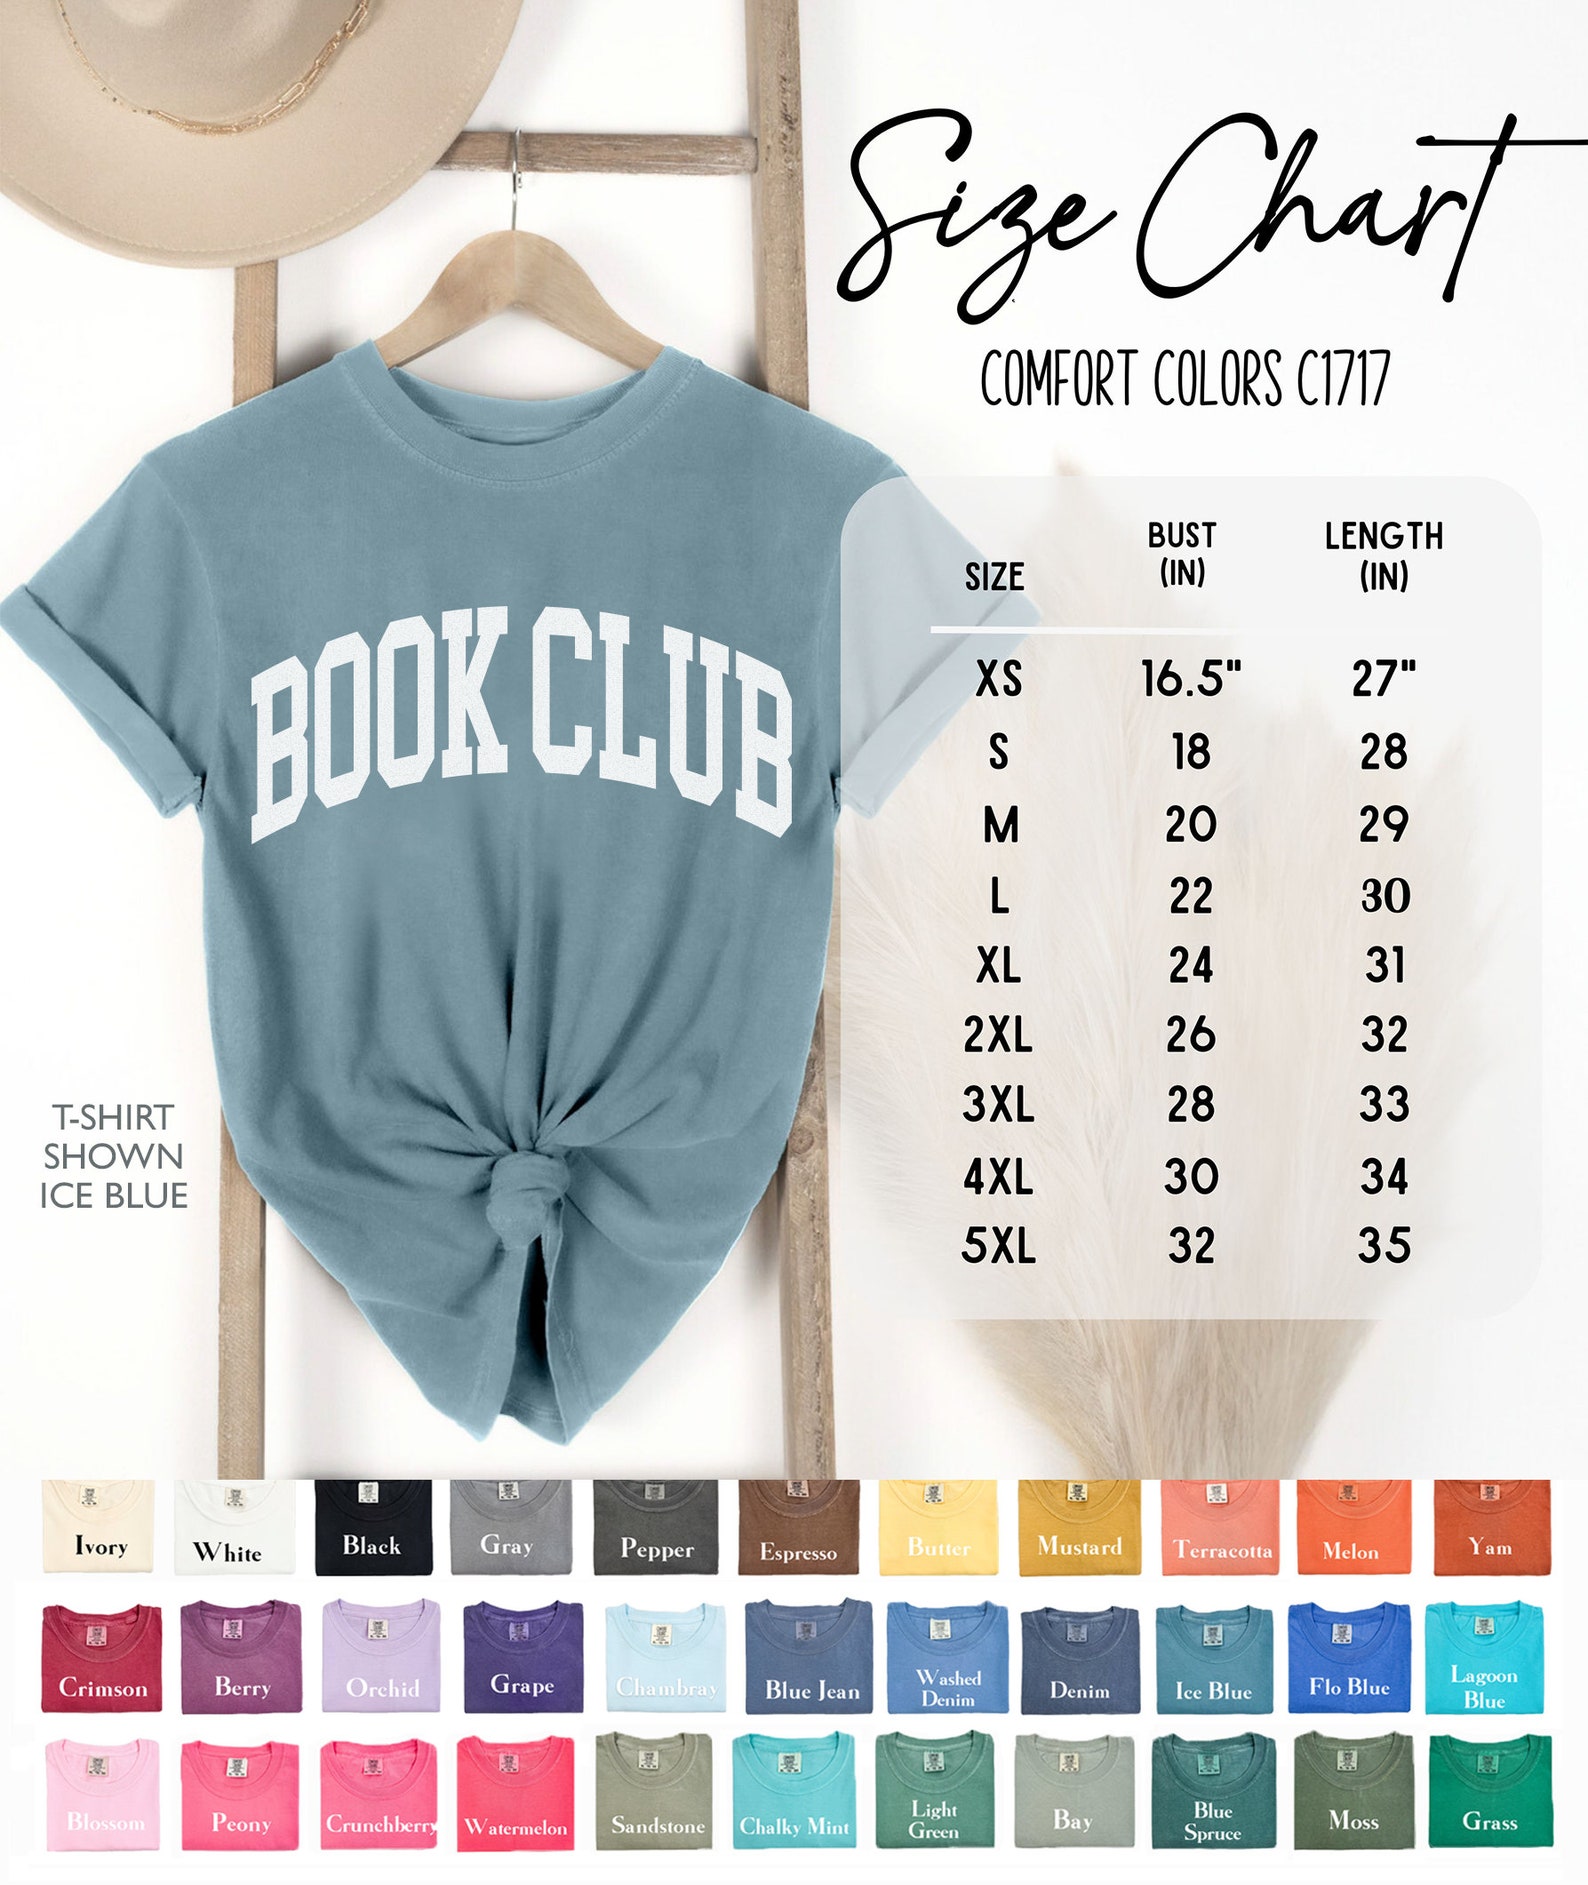 Size Chart
COMFORT COLORS C1717
BOOK CLUB
T-SHIRT
SHOWN
ICE BLUE
SIZE BUST (IN) LENGTH (IN)
XS 16.5" 27"
S 18 28
M 20 29
L 22 30
XL 24 31
2XL 26 32
3XL 28 33
4XL 30 34
5XL 32 35
Ivory White Black Gray Pepper Espresso Butter Mustard Terracotta Melon Yam
Crimson Berry Orchid Grape Chambray Blue Jean Washed Denim Denim Ice Blue Flo Blue Lagoon Blue
Blossom Peony Crunchberry Watermelon Sandstone Chalky Mint Light Green Bay Blue Spruce Moss Grass